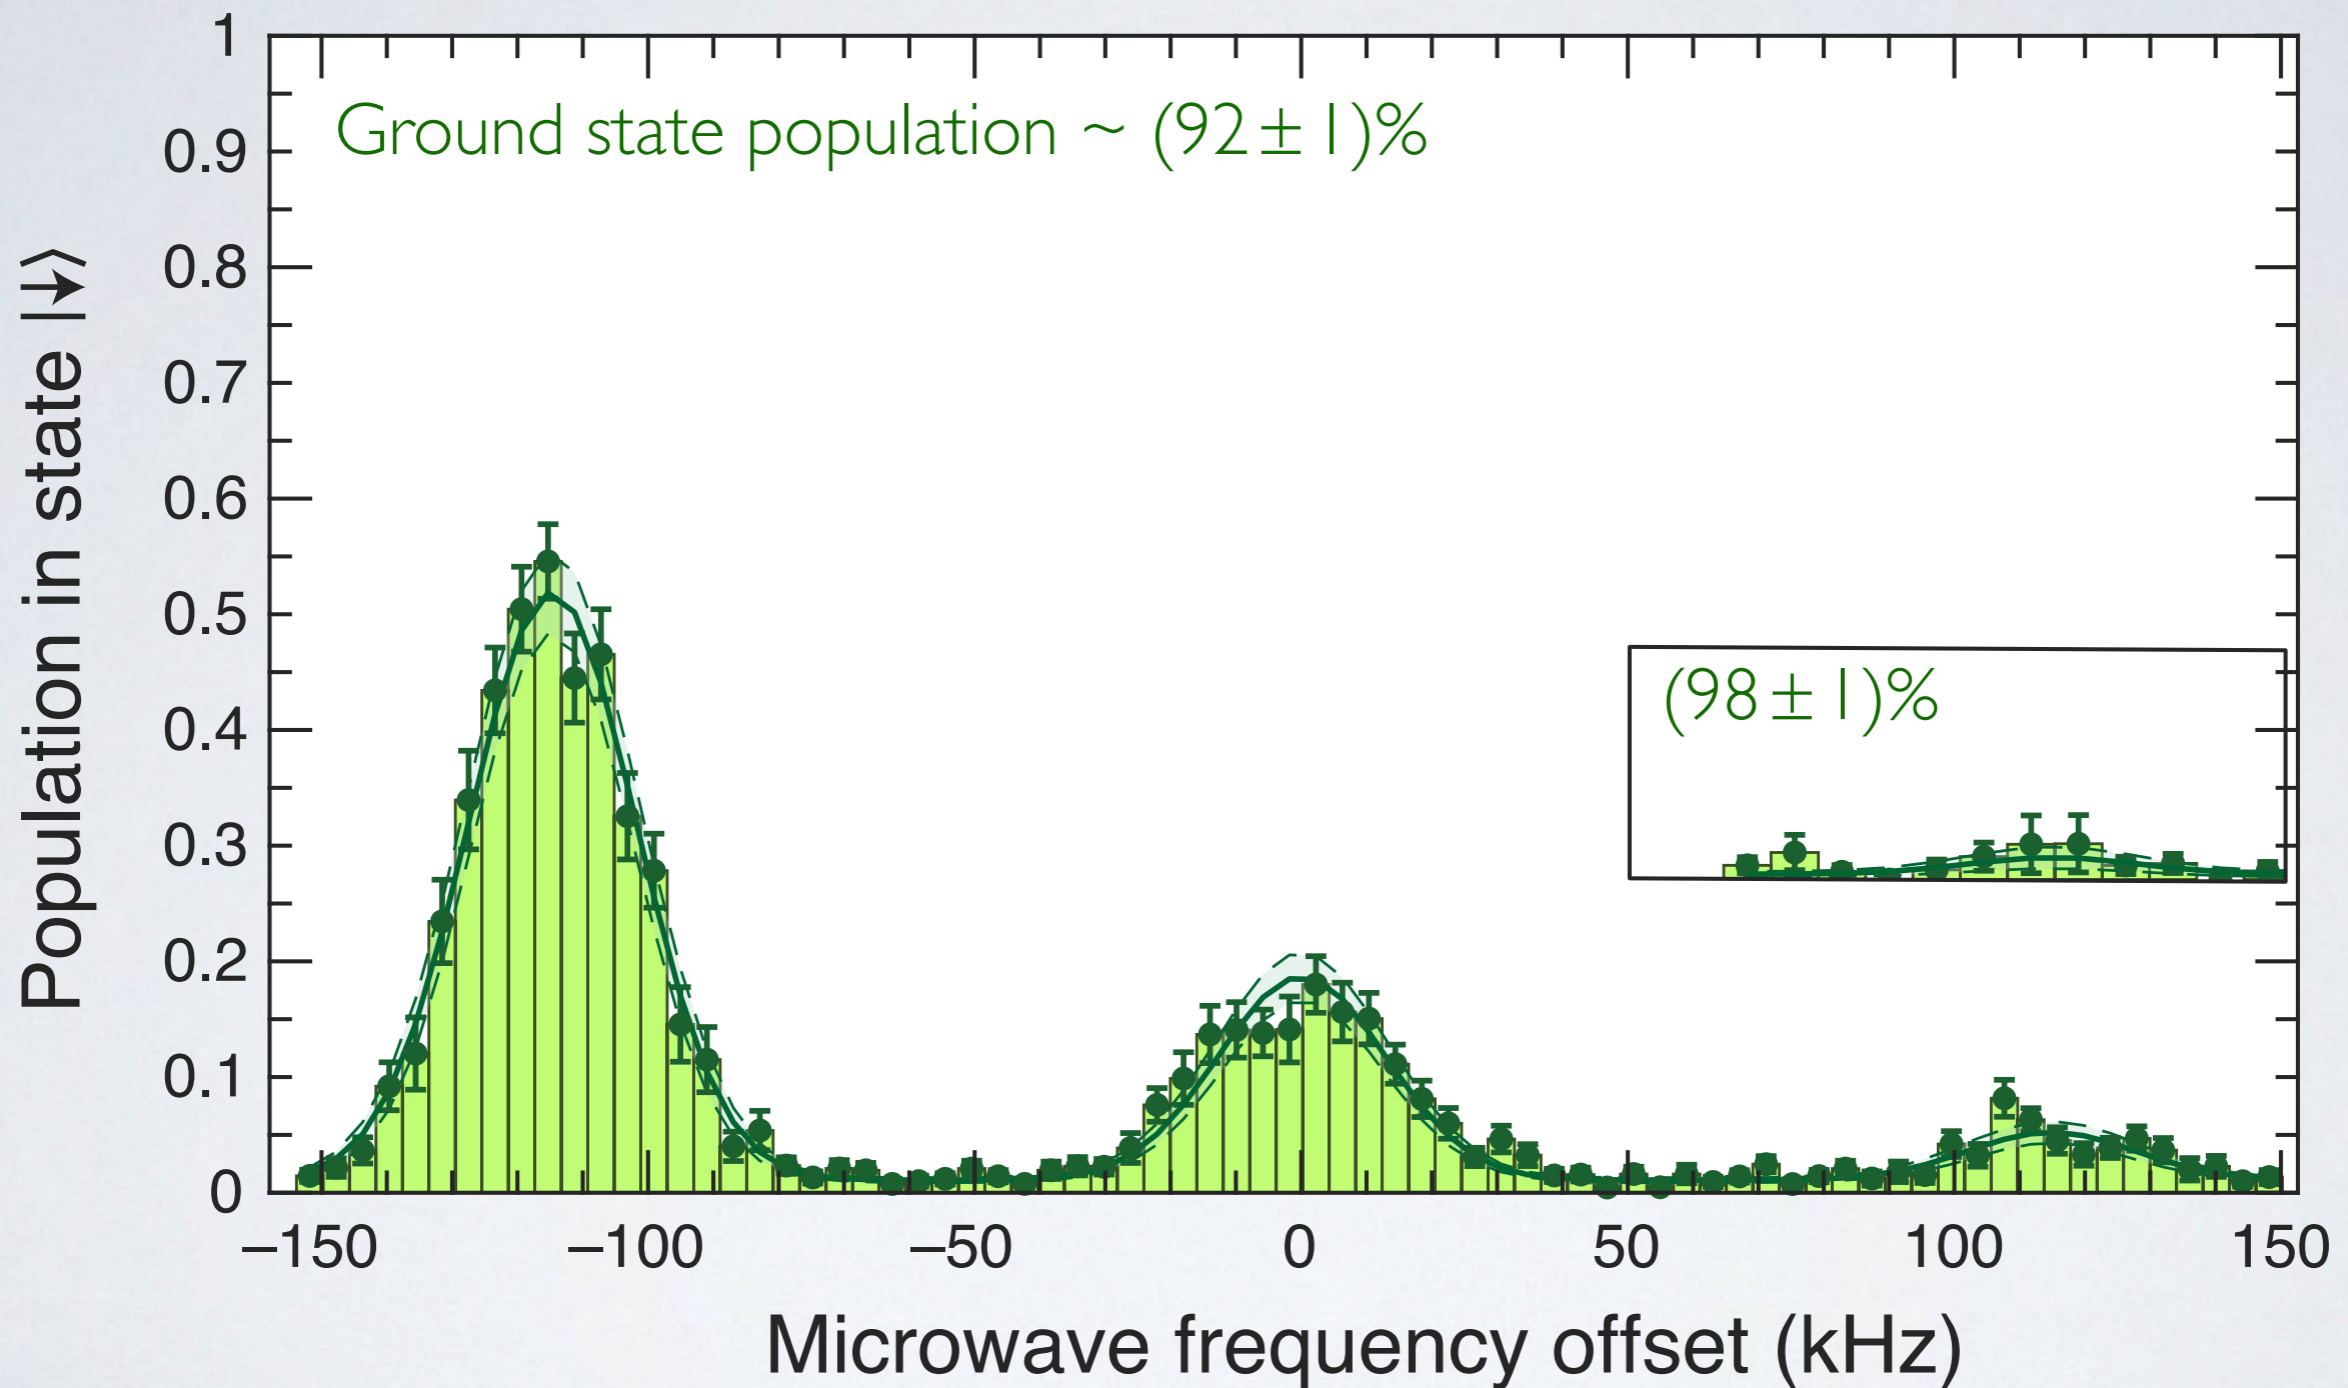 Ground state population ~ (92 ± 1)%
(98 ± 1)%
Population in state |↓⟩
1
0.9
0.8
0.7
0.6
0.5
0.4
0.3
0.2
0.1
0
−150 −100 −50 0 50 100 150
Microwave frequency offset (kHz)